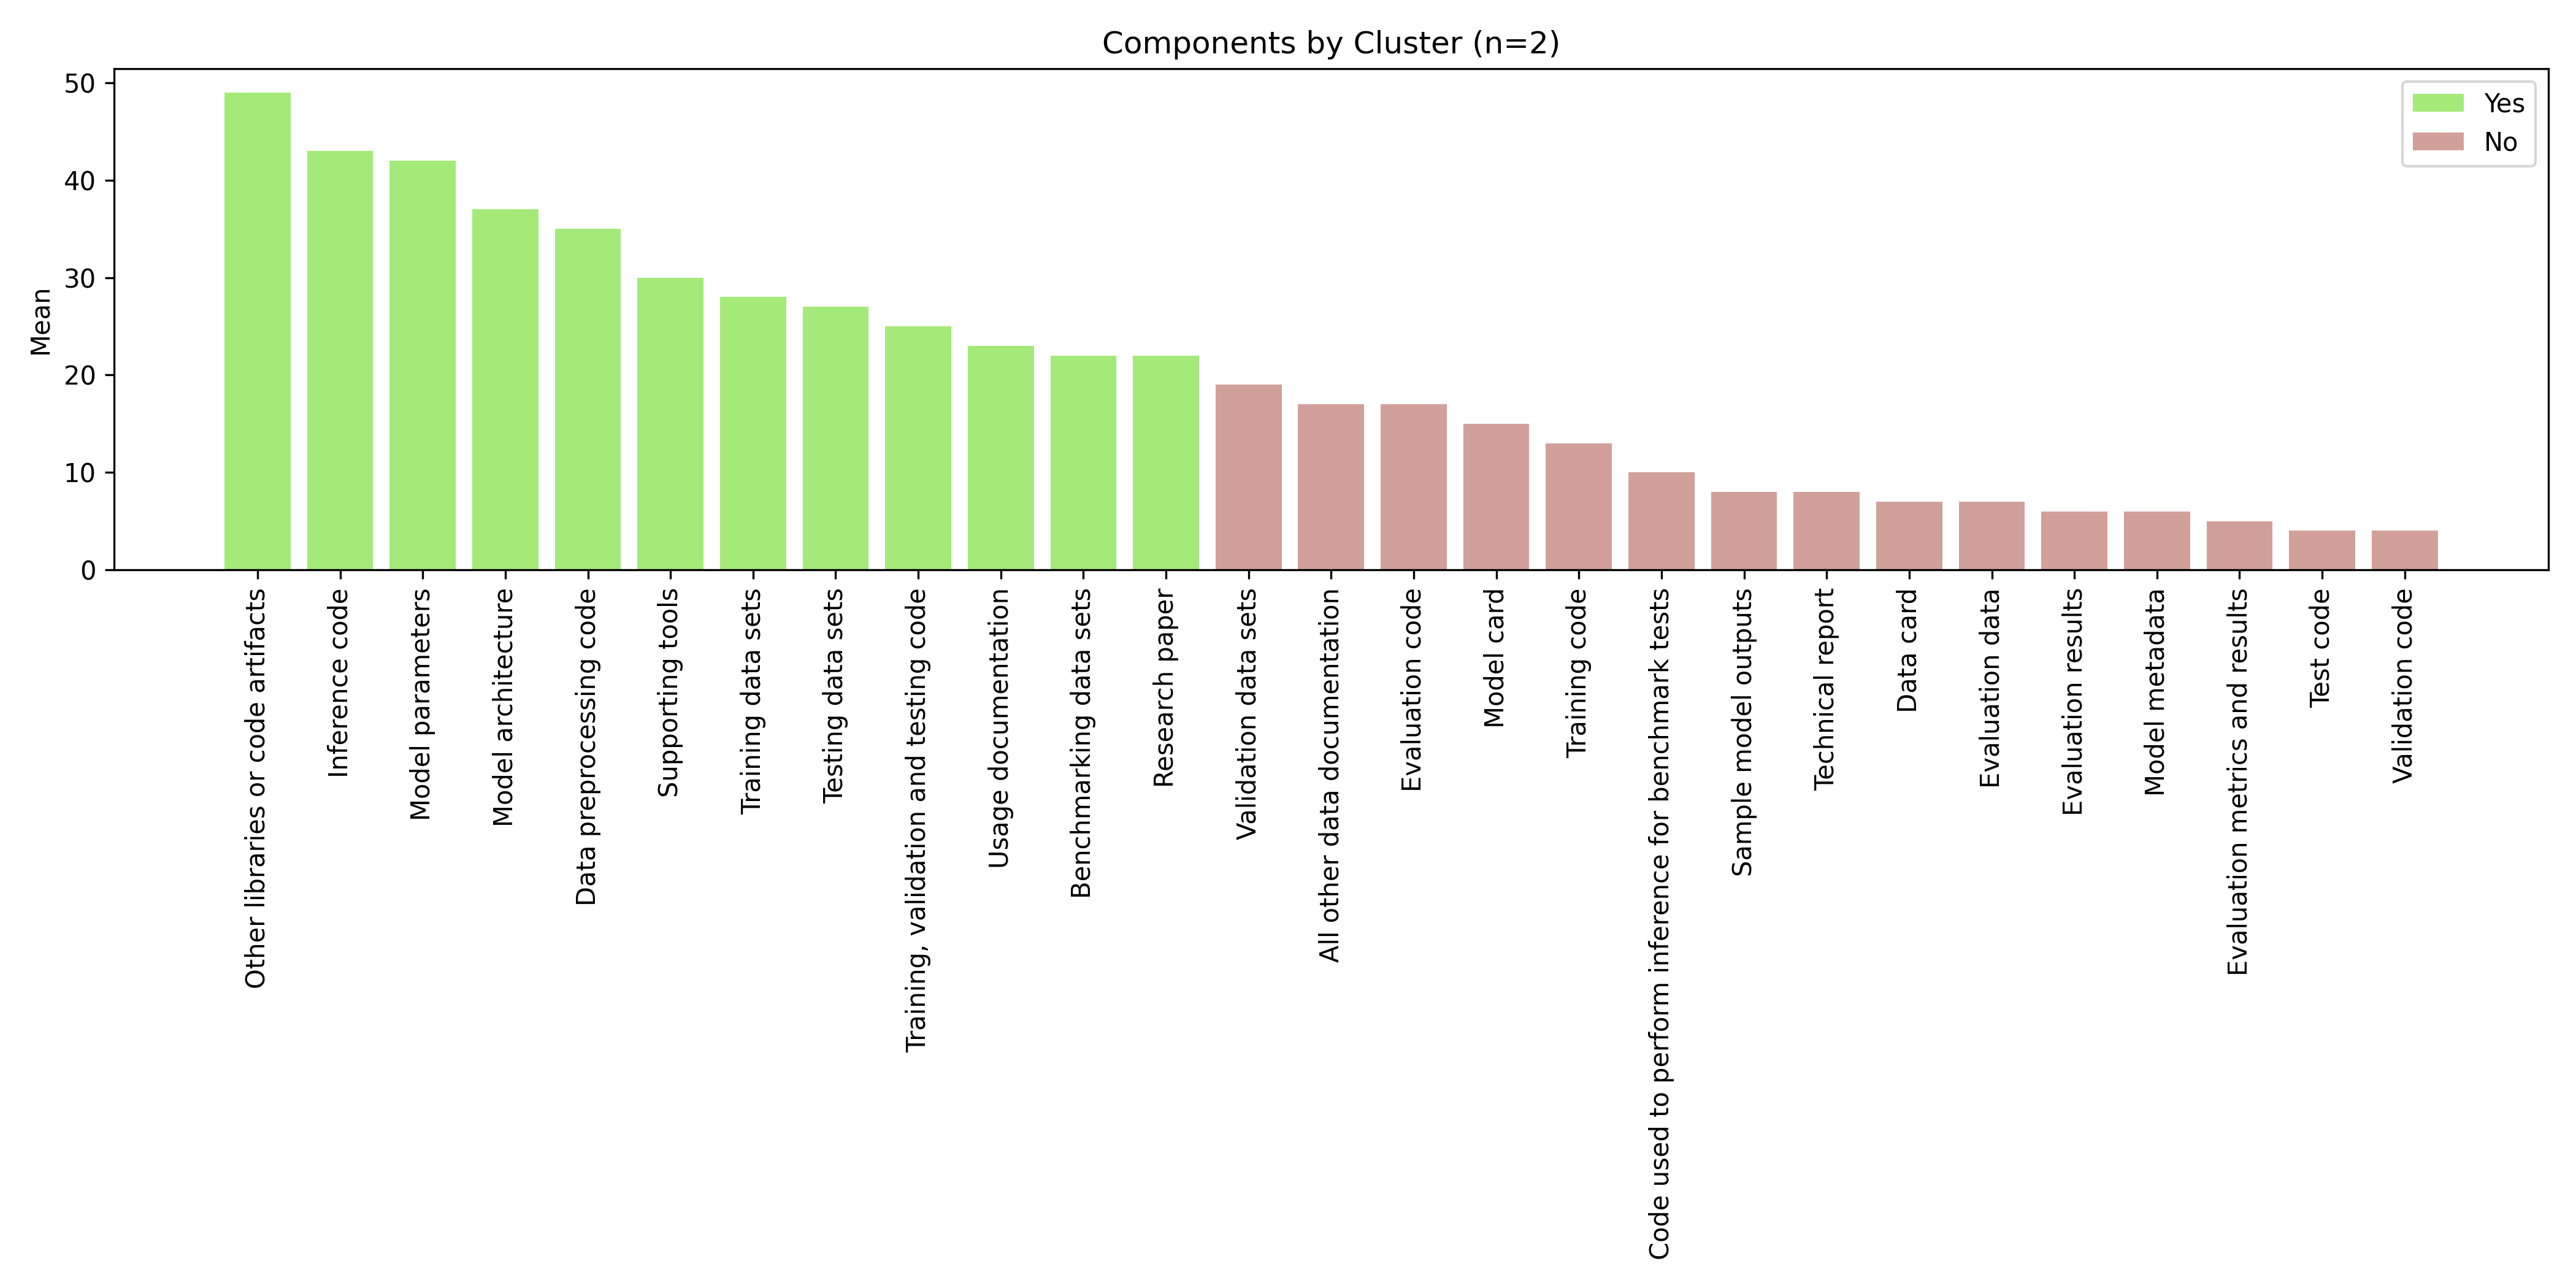 Components by Cluster (n=2)
Yes
No
Mean
50
40
30
20
10
0
Other libraries or code artifacts
Inference code
Model parameters
Model architecture
Data preprocessing code
Supporting tools
Training data sets
Testing data sets
Training, validation and testing code
Usage documentation
Benchmarking data sets
Research paper
Validation data sets
All other data documentation
Evaluation code
Model card
Training code
Code used to perform inference for benchmark tests
Sample model outputs
Technical report
Data card
Evaluation data
Evaluation results
Model metadata
Evaluation metrics and results
Test code
Validation code